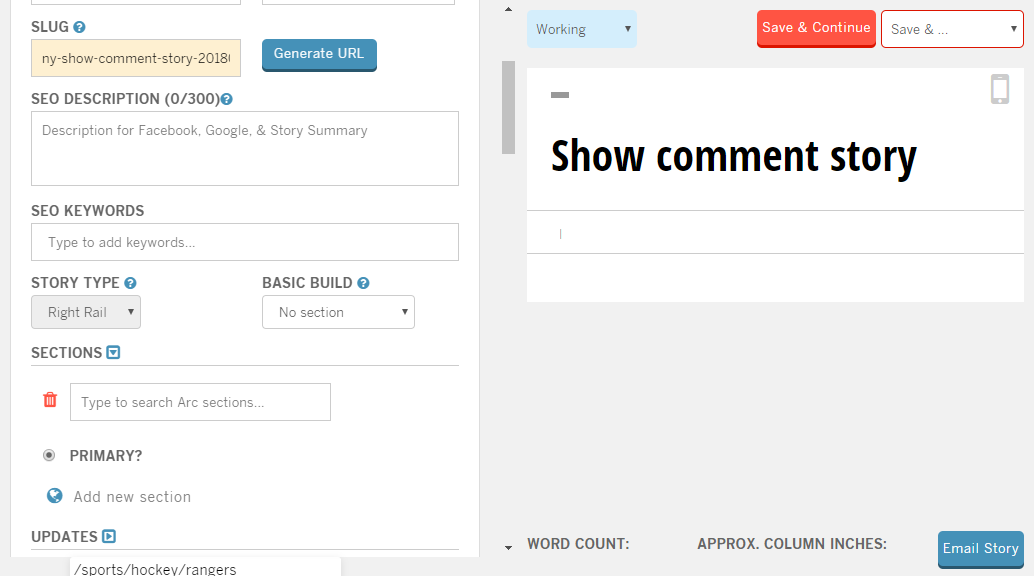 SLUG
ny-show-comment-story-2018
Generate URL
SEO DESCRIPTION (0/300)
Description for Facebook, Google, & Story Summary
SEO KEYWORDS
Type to add keywords...
STORY TYPE
BASIC BUILD
Right Rail
No section
SECTIONS
Type to search Arc sections...
PRIMARY?
Add new section
UPDATES
/sports/hockey/rangers
Working
Save & Continue
Save & ...
Show comment story
WORD COUNT:
APPROX. COLUMN INCHES:
Email Story